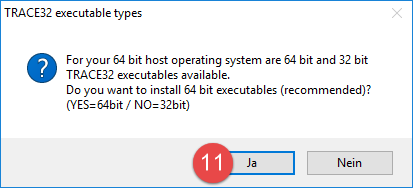 TRACE32 executable types
For your 64 bit host operating system are 64 bit and 32 bit
TRACE32 executables available.
Do you want to install 64 bit executables (recommended)?
(YES=64bit / NO=32bit)
11 Ja Nein